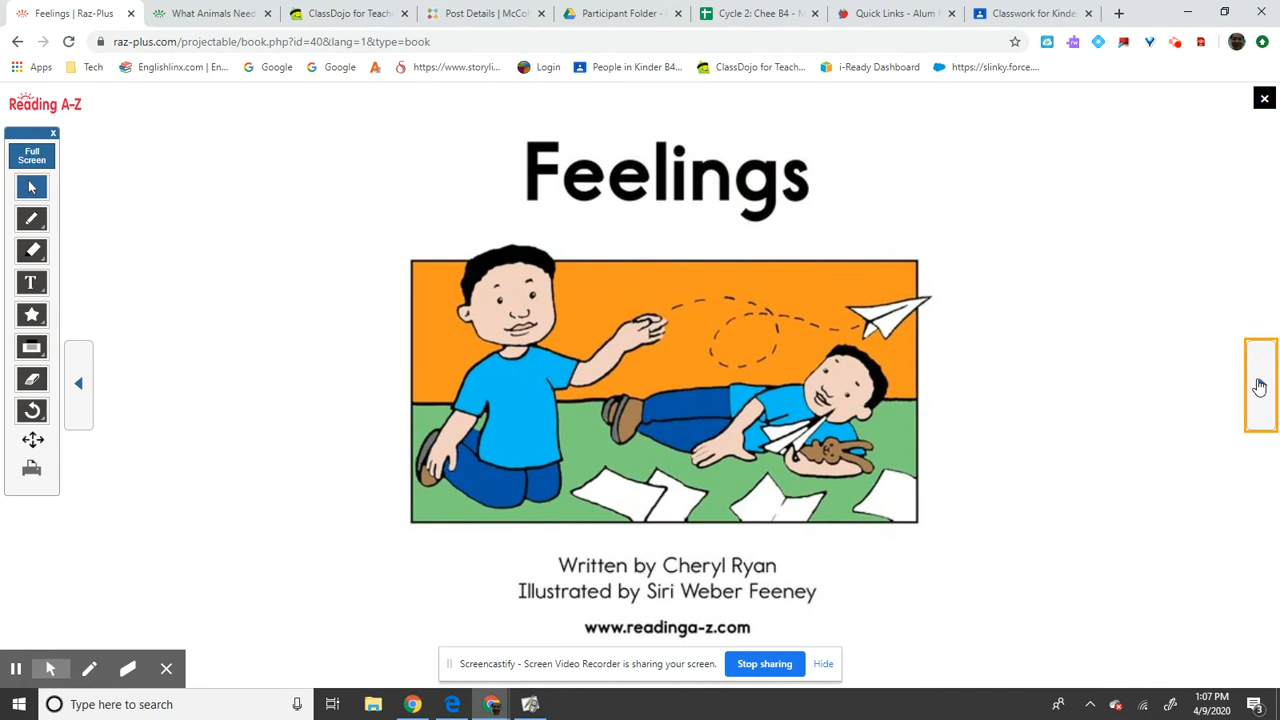 Feelings | Raz-Plus
What Animals Need
ClassDojo for Teach
Post Details | McCol
Participant Folder -
Cycle 2: Chee B4 - M
Quick Links - Alum
Classwork for Kinde
raz-plus.com/projectable/book.php?id=40&lang=1&type=book
Apps
Tech
Englishlinx.com | En...
Google
Google
https://www.storyli...
Login
People in Kinder B4...
ClassDojo for Teach...
i-Ready Dashboard
https://slinky.force....
Reading A-Z
x
Full
Screen
T
Feelings
Written by Cheryl Ryan
Illustrated by Siri Weber Feeney
www.readinga-z.com
Screencastify - Screen Video Recorder is sharing your screen.
Stop sharing
Hide
Type here to search
1:07 PM
4/9/2020
3